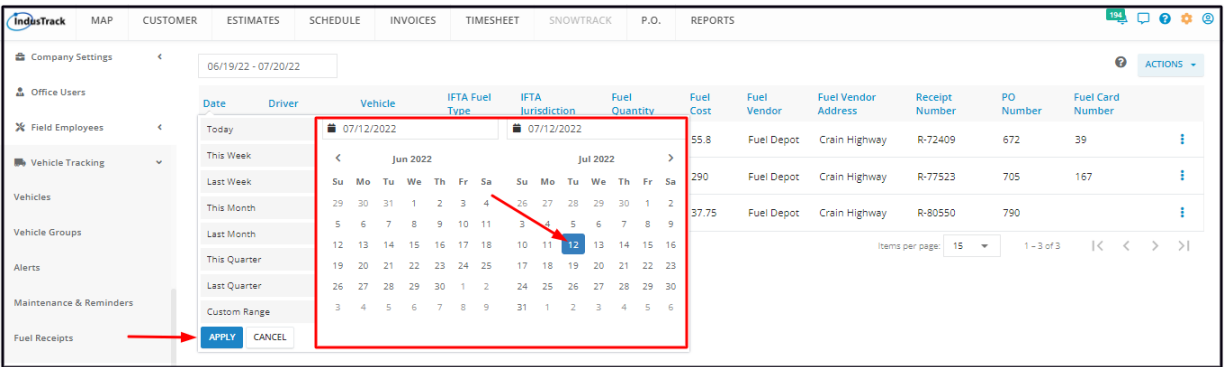 IndusTrack MAP CUSTOMER ESTIMATES SCHEDULE INVOICES TIMESHEET SNOWTRACK P.O. REPORTS 194
Company Settings
Office Users
Field Employees
Vehicle Tracking
Vehicles
Vehicle Groups
Alerts
Maintenance & Reminders
Fuel Receipts
06/19/22 - 07/20/22 ACTIONS
Date Driver Vehicle IFTA Fuel Type IFTA Jurisdiction Fuel Quantity Fuel Cost Fuel Vendor Fuel Vendor Address Receipt Number PO Number Fuel Card Number
55.8 Fuel Depot Crain Highway R-72409 672 39
290 Fuel Depot Crain Highway R-77523 705 167
37.75 Fuel Depot Crain Highway R-80550 790
Items per page: 15 1 – 3 of 3
Today
This Week
Last Week
This Month
Last Month
This Quarter
Last Quarter
Custom Range
APPLY CANCEL
07/12/2022
Jun 2022
Su Mo Tu We Th Fr Sa
29 30 31 1 2 3 4
5 6 7 8 9 10 11
12 13 14 15 16 17 18
19 20 21 22 23 24 25
26 27 28 29 30 1 2
3 4 5 6 7 8 9
07/12/2022
Jul 2022
Su Mo Tu We Th Fr Sa
26 27 28 29 30 1 2
3 4 5 6 7 8 9
10 11 12 13 14 15 16
17 18 19 20 21 22 23
24 25 26 27 28 29 30
31 1 2 3 4 5 6